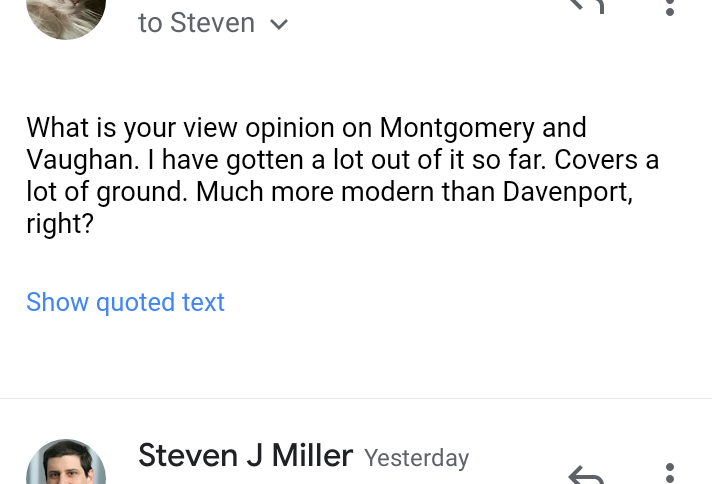 to Steven
What is your view opinion on Montgomery and
Vaughan. I have gotten a lot out of it so far. Covers a
lot of ground. Much more modern than Davenport,
right?
Show quoted text
Steven J Miller Yesterday